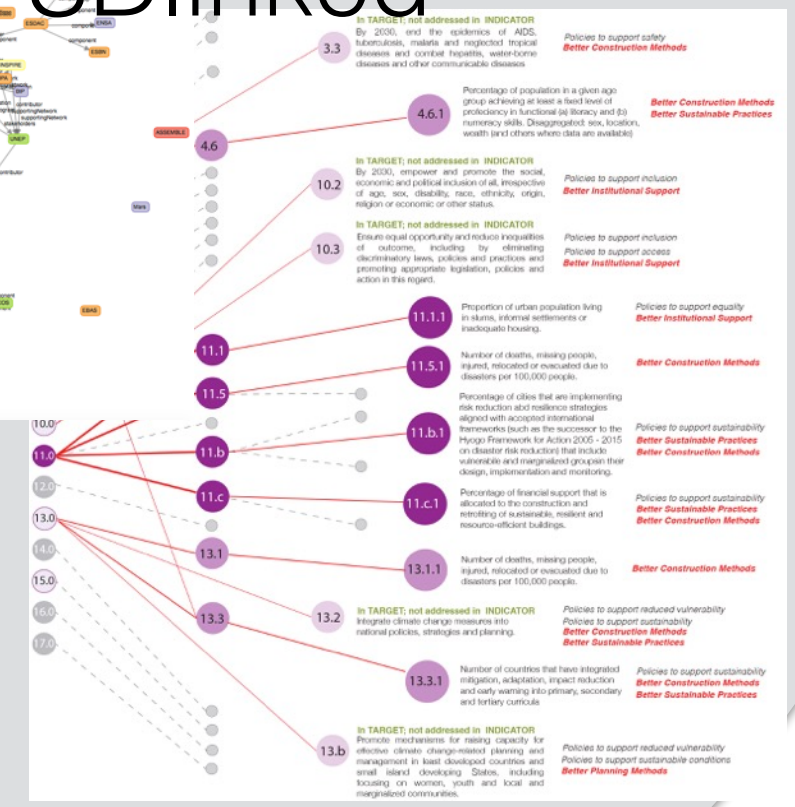 ESDAC
ENSA
component
component
ESBN
INSPIRE
BIP
contributor
supportingNetwork
supportingNetwork
stakeholders
UNEP
contributor
ASSEMBLE
Mars
EBAS
In TARGET; not addressed in INDICATOR
3.3
By 2030, end the epidemics of AIDS,
tuberculosis, malaria and neglected tropical
diseases and combat hepatitis, water-borne
diseases and other communicable diseases
Policies to support safety
Better Construction Methods
4.6
4.6.1
Percentage of population in a given age
group achieving at least a fixed level of
proficiency in functional (a) literacy and (b)
numeracy skills. Disaggregated: sex, location,
wealth (and others where data are available)
Better Construction Methods
Better Sustainable Practices
In TARGET; not addressed in INDICATOR
10.2
By 2030, empower and promote the social,
economic and political inclusion of all, irrespective
of age, sex, disability, race, ethnicity, origin,
religion or economic or other status.
Policies to support inclusion
Better Institutional Support
In TARGET; not addressed in INDICATOR
10.3
Ensure equal opportunity and reduce inequalities
of outcome, including by eliminating
discriminatory laws, policies and practices and
promoting appropriate legislation, policies and
action in this regard.
Policies to support inclusion
Policies to support access
Better Institutional Support
11.1
11.1.1
Proportion of urban population living
in slums, informal settlements or
inadequate housing.
Policies to support equality
Better Institutional Support
11.5
11.5.1
Number of deaths, missing people,
injured, relocated or evacuated due to
disasters per 100,000 people.
Better Construction Methods
10.0
11.0
11.b
11.b.1
Percentage of cities that are implementing
risk reduction abd resilience strategies
aligned with accepted international
frameworks (such as the successor to the
Hyogo Framework for Action 2005 - 2015
on disaster risk reduction) that include
vulnerable and marginalized groupsin their
design, implementation and monitoring.
Policies to support sustainability
Better Sustainable Practices
Better Construction Methods
12.0
11.c
11.c.1
Percentage of financial support that is
allocated to the construction and
retrofiting of sustainable, resilient and
resource-efficient buildings.
Policies to support sustainability
Better Sustainable Practices
Better Construction Methods
13.0
14.0
13.1
13.1.1
Number of deaths, missing people,
injured, relocated or evacuated due to
disasters per 100,000 people.
Better Construction Methods
15.0
16.0
13.3
13.2
In TARGET; not addressed in INDICATOR
Integrate climate change measures into
national policies, strategies and planning.
Policies to support reduced vulnerability
Policies to support sustainability
Better Construction Methods
Better Sustainable Practices
17.0
13.3.1
Number of countries that have integrated
mitigation, adaptation, impact reduction
and early warning into primary, secondary
and tertiary curricula
Policies to support sustainability
Better Construction Methods
Better Sustainable Practices
In TARGET; not addressed in INDICATOR
13.b
Promote mechanisms for raising capacity for
effective climate change-related planning and
management in least developed countries and
small island developing States, including
focusing on women, youth and local and
marginalized communities.
Policies to support reduced vulnerability
Policies to support sustainabile conditions
Better Planning Methods